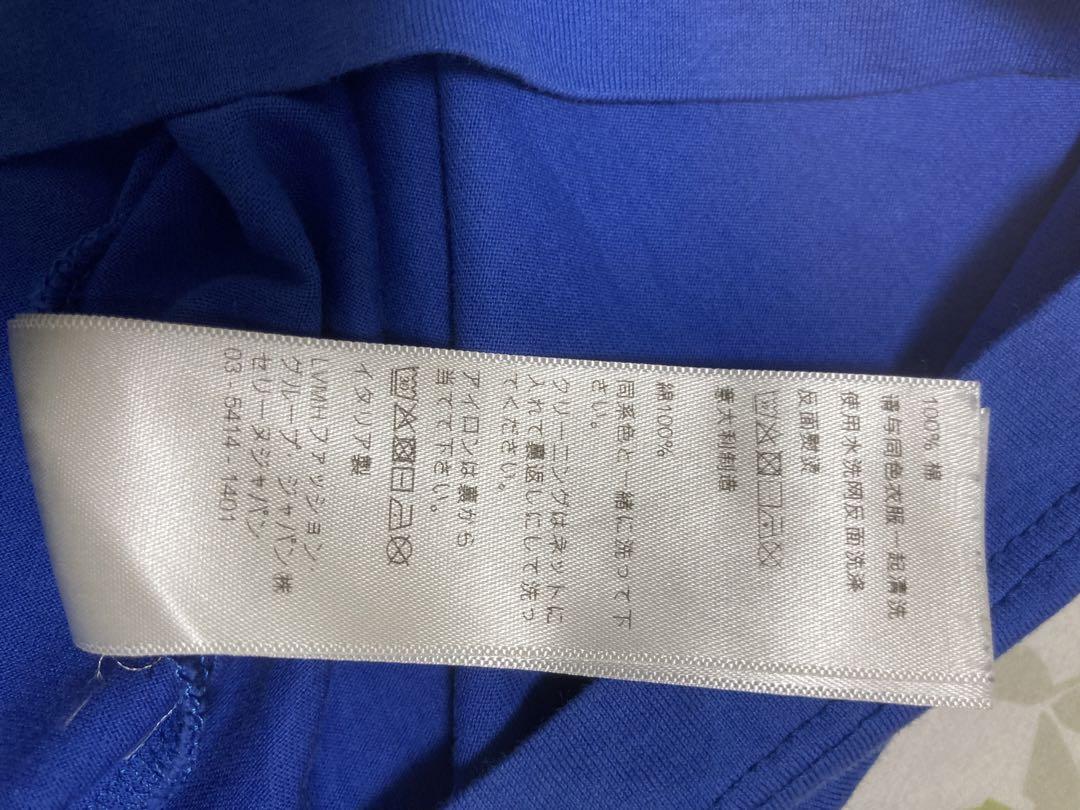 100% 棉
请与同色衣服一起清洗
使用水洗网反面洗涤
反面熨烫
意大利制造
綿100%
同系色と一緒に洗って下
さい。
クリーニングはネットに
入れて裏返しにして洗っ
てください。
アイロンは裏から
当てて下さい。
イタリア製
LVMHファッション
グループ ジャパン ㈱
セリーヌジャパン
03-5414-1401